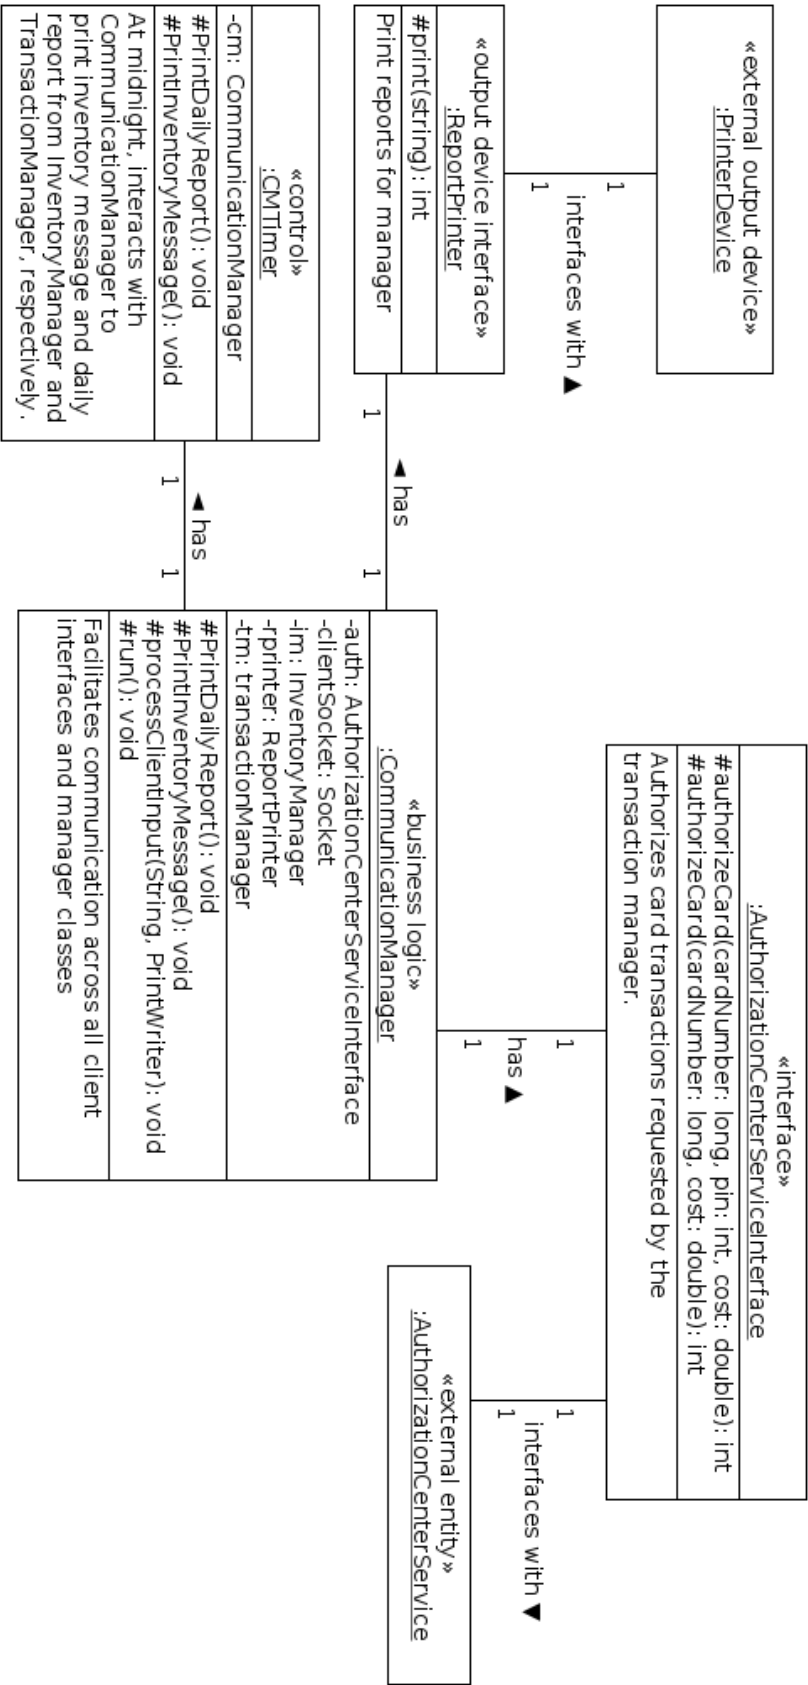 «external output device»
:PrinterDevice
1
interfaces with ▲
1
«output device interface»
:ReportPrinter
#print(string): int
Print reports for manager
1
◄ has
1
«control»
:CMTimer
-cm: CommunicationManager
#PrintDailyReport(): void
#PrintInventoryMessage(): void
At midnight, interacts with
CommunicationManager to
print inventory message and daily
report from InventoryManager and
TransactionManager, respectively.
1
◄ has
1
«interface»
:AuthorizationCenterServiceInterface
#authorizeCard(cardNumber: long, pin: int, cost: double): int
#authorizeCard(cardNumber: long, cost: double): int
Authorizes card transactions requested by the
transaction manager.
1
has ▲
1
«business logic»
:CommunicationManager
-auth: AuthorizationCenterServiceInterface
-clientSocket: Socket
-im: InventoryManager
-rprinter: ReportPrinter
-tm: transactionManager
#PrintDailyReport(): void
#PrintInventoryMessage(): void
#processClientInput(String, PrintWriter): void
#run(): void
Facilitates communication across all client
interfaces and manager classes
1
interfaces with ▼
1
«external entity»
:AuthorizationCenterService